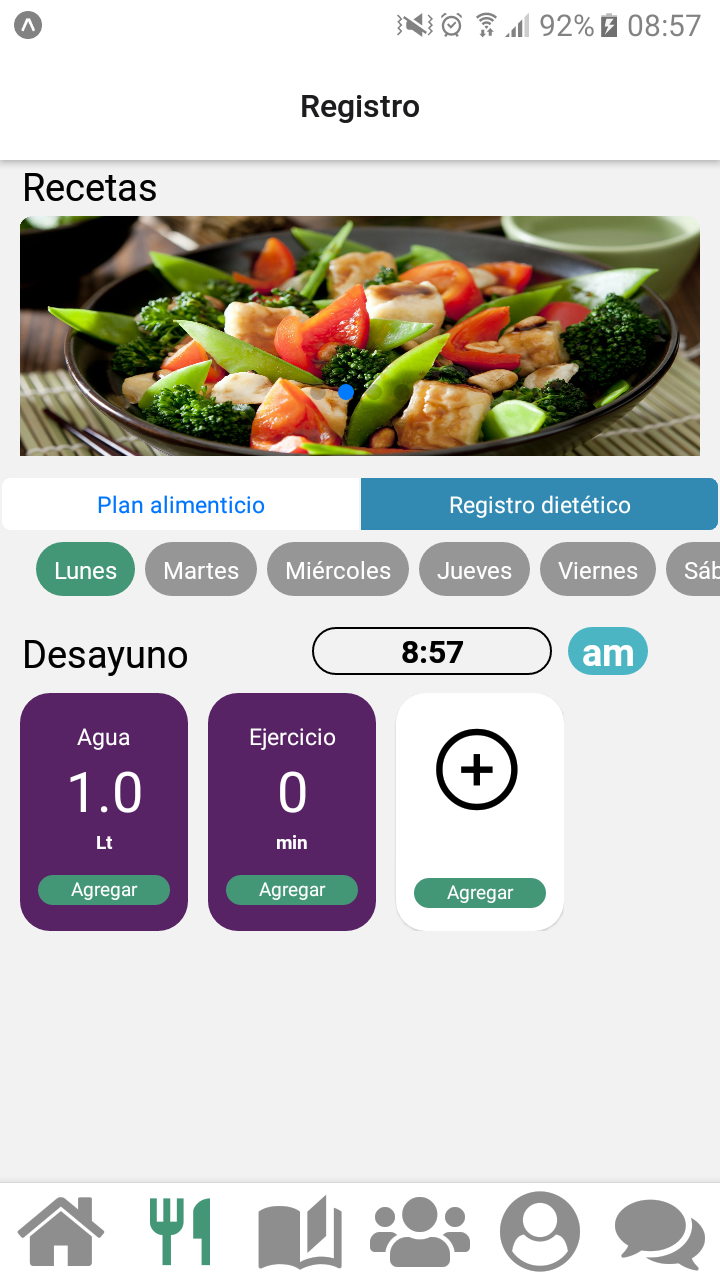 92% 08:57
Registro
Recetas
Plan alimenticio Registro dietético
Lunes Martes Miércoles Jueves Viernes Sáb
Desayuno 8:57 am
Agua Ejercicio
1.0 0
Lt min
Agregar Agregar Agregar